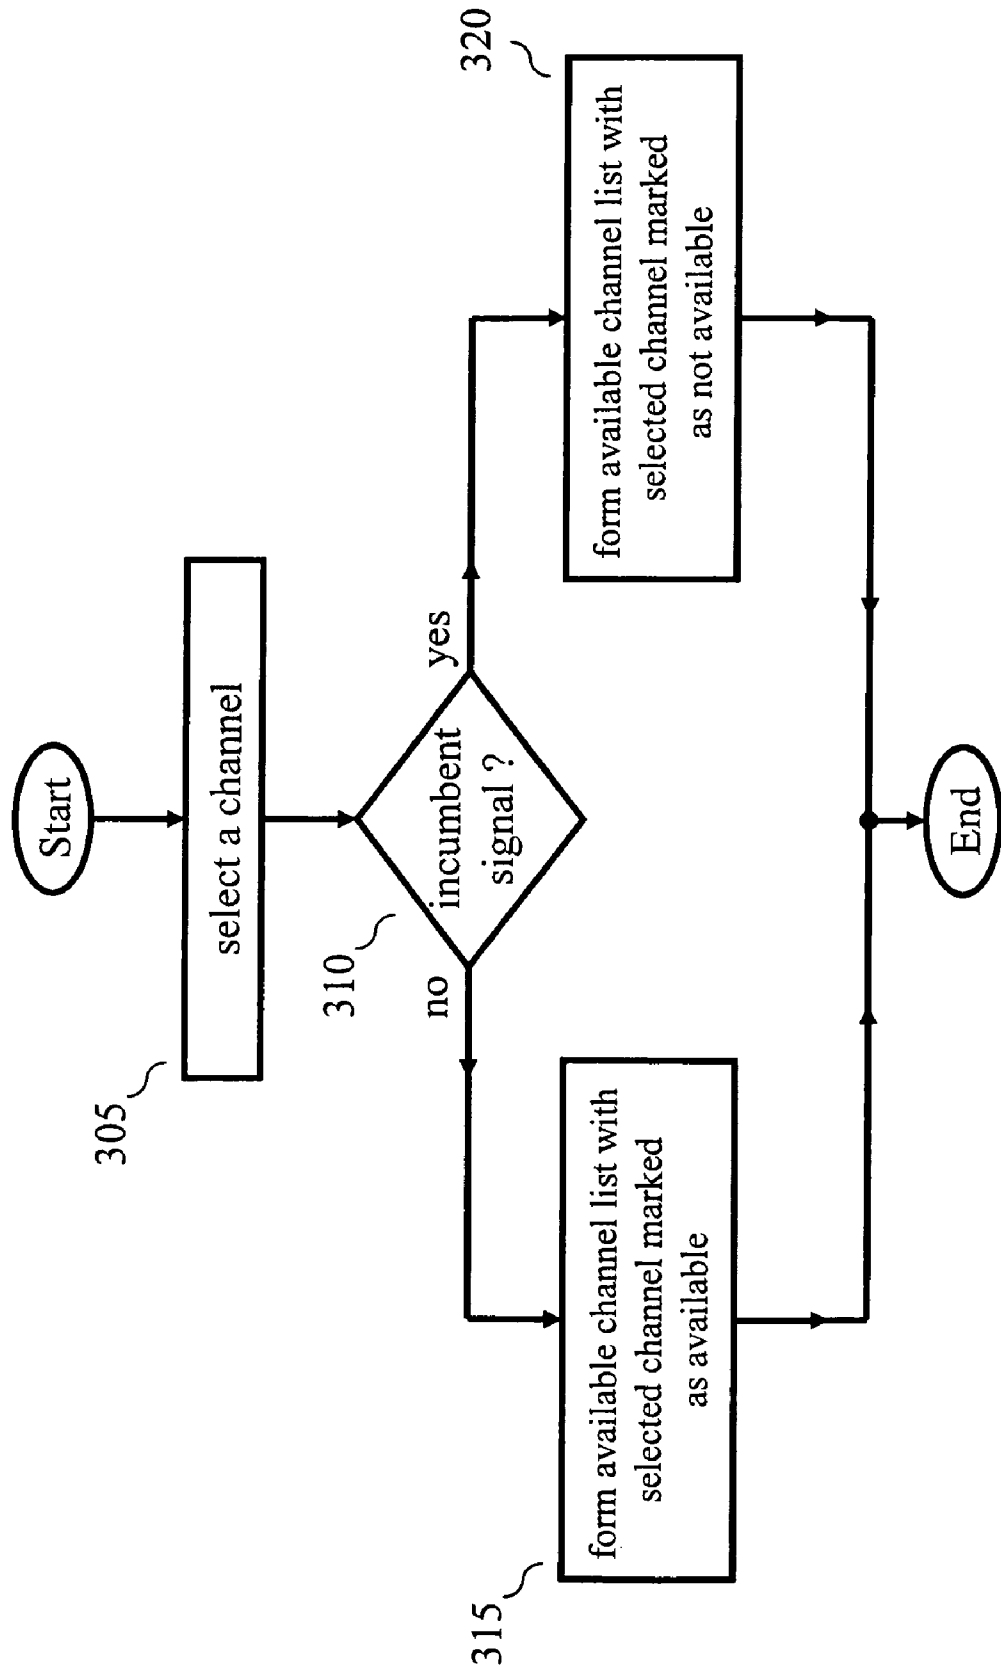 Start
305
select a channel
310
incumbent
signal ?
no
yes
315
form available channel list with
selected channel marked
as available
320
form available channel list with
selected channel marked
as not available
End